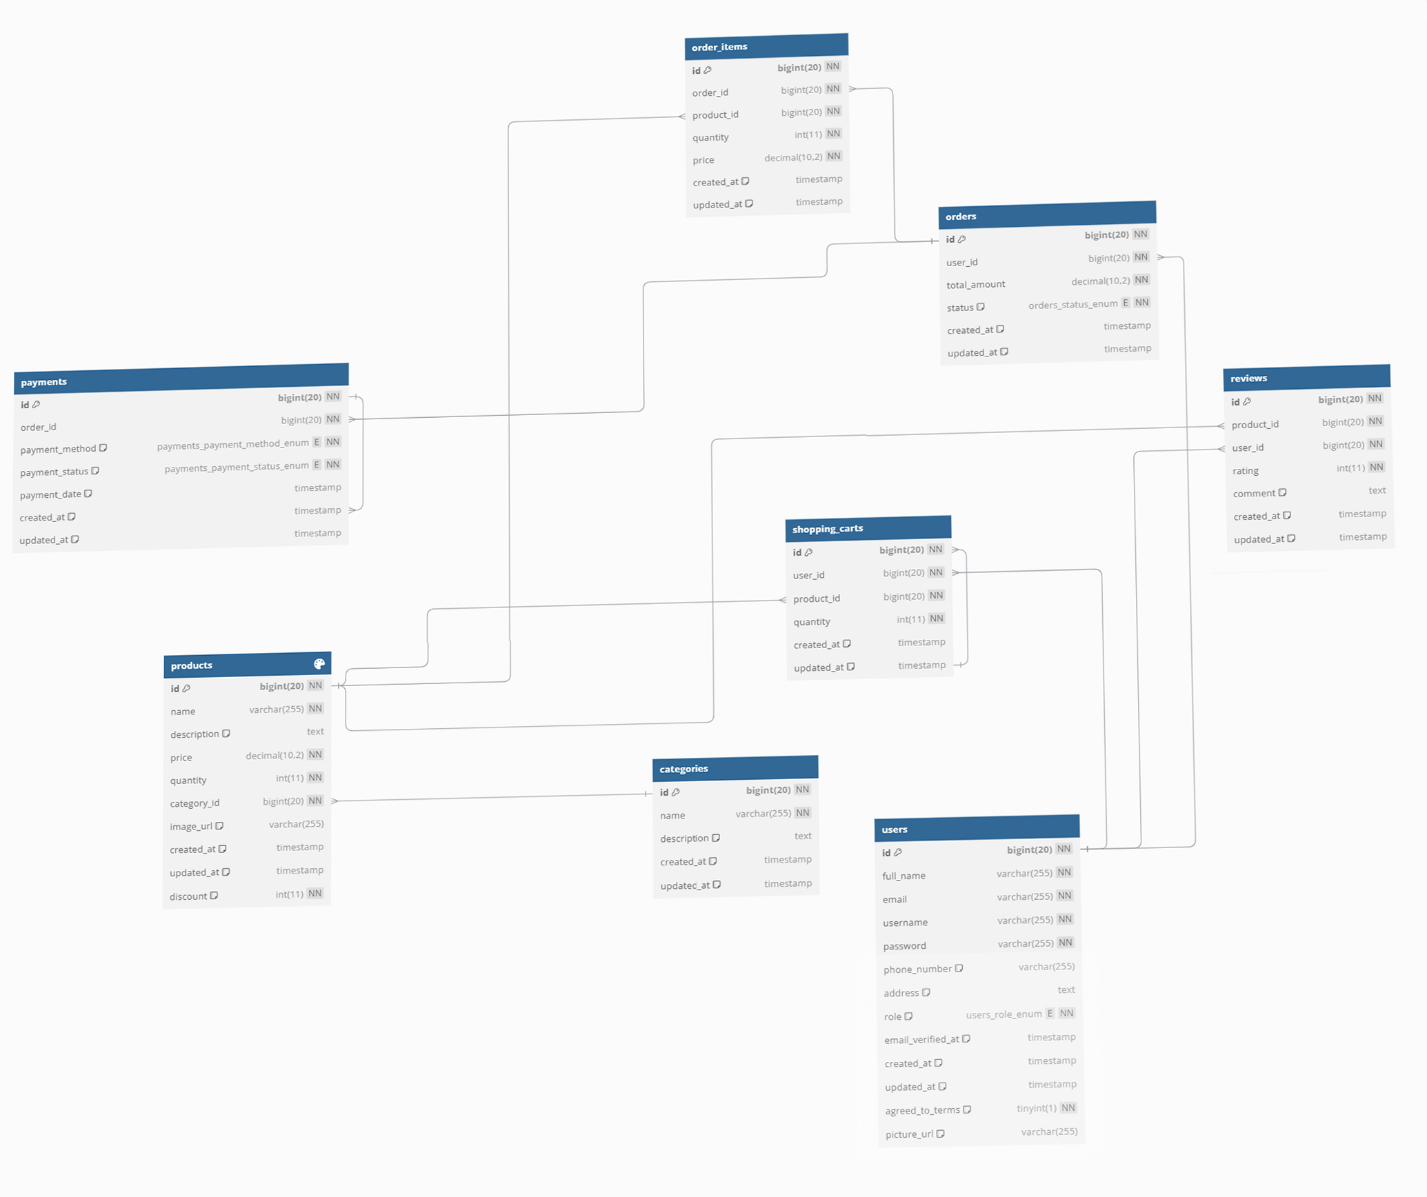 order_items
id bigint(20) NN
order_id bigint(20) NN
product_id bigint(20) NN
quantity int(11) NN
price decimal(10,2) NN
created_at timestamp
updated_at timestamp
orders
id bigint(20) NN
user_id bigint(20) NN
total_amount decimal(10,2) NN
status orders_status_enum E NN
created_at timestamp
updated_at timestamp
payments
id bigint(20) NN
order_id bigint(20) NN
payment_method payments_payment_method_enum E NN
payment_status payments_payment_status_enum E NN
payment_date timestamp
created_at timestamp
updated_at timestamp
reviews
id bigint(20) NN
product_id bigint(20) NN
user_id bigint(20) NN
rating int(11) NN
comment text
created_at timestamp
updated_at timestamp
shopping_carts
id bigint(20) NN
user_id bigint(20) NN
product_id bigint(20) NN
quantity int(11) NN
created_at timestamp
updated_at timestamp
products
id bigint(20) NN
name varchar(255) NN
description text
price decimal(10,2) NN
quantity int(11) NN
category_id bigint(20) NN
image_url varchar(255)
created_at timestamp
updated_at timestamp
discount int(11) NN
categories
id bigint(20) NN
name varchar(255) NN
description text
created_at timestamp
updatec_at timestamp
users
id bigint(20) NN
full_name varchar(255) NN
email varchar(255) NN
username varchar(255) NN
password varchar(255) NN
phone_number varchar(255)
address text
role users_role_enum E NN
email_verified_at timestamp
created_at timestamp
updated_at timestamp
agreed_to_terms tinyint(1) NN
picture_url varchar(255)